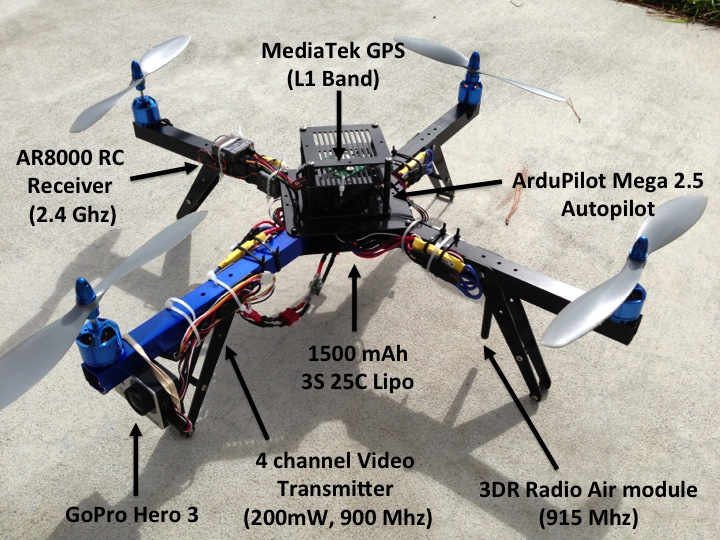 MediaTek GPS
(L1 Band)
AR8000 RC
Receiver
(2.4 Ghz)
ArduPilot Mega 2.5
Autopilot
1500 mAh
3S 25C Lipo
4 channel Video
Transmitter
(200mW, 900 Mhz)
3DR Radio Air module
(915 Mhz)
GoPro Hero 3